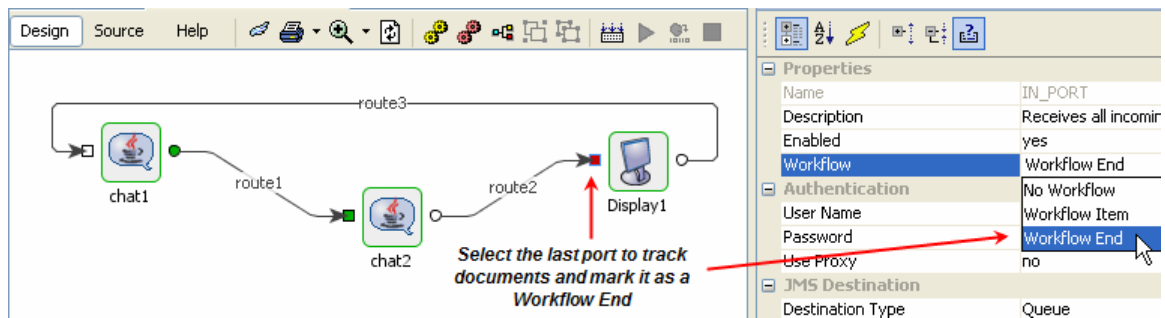 Design Source Help
route3
chat1
route1
chat2
route2
Display1
Select the last port to track
documents and mark it as a
Workflow End
Properties
Name IN_PORT
Description Receives all incomin
Enabled yes
Workflow Workflow End
No Workflow
Workflow Item
Workflow End
Authentication
User Name
Password
Use Proxy no
JMS Destination
Destination Type Queue